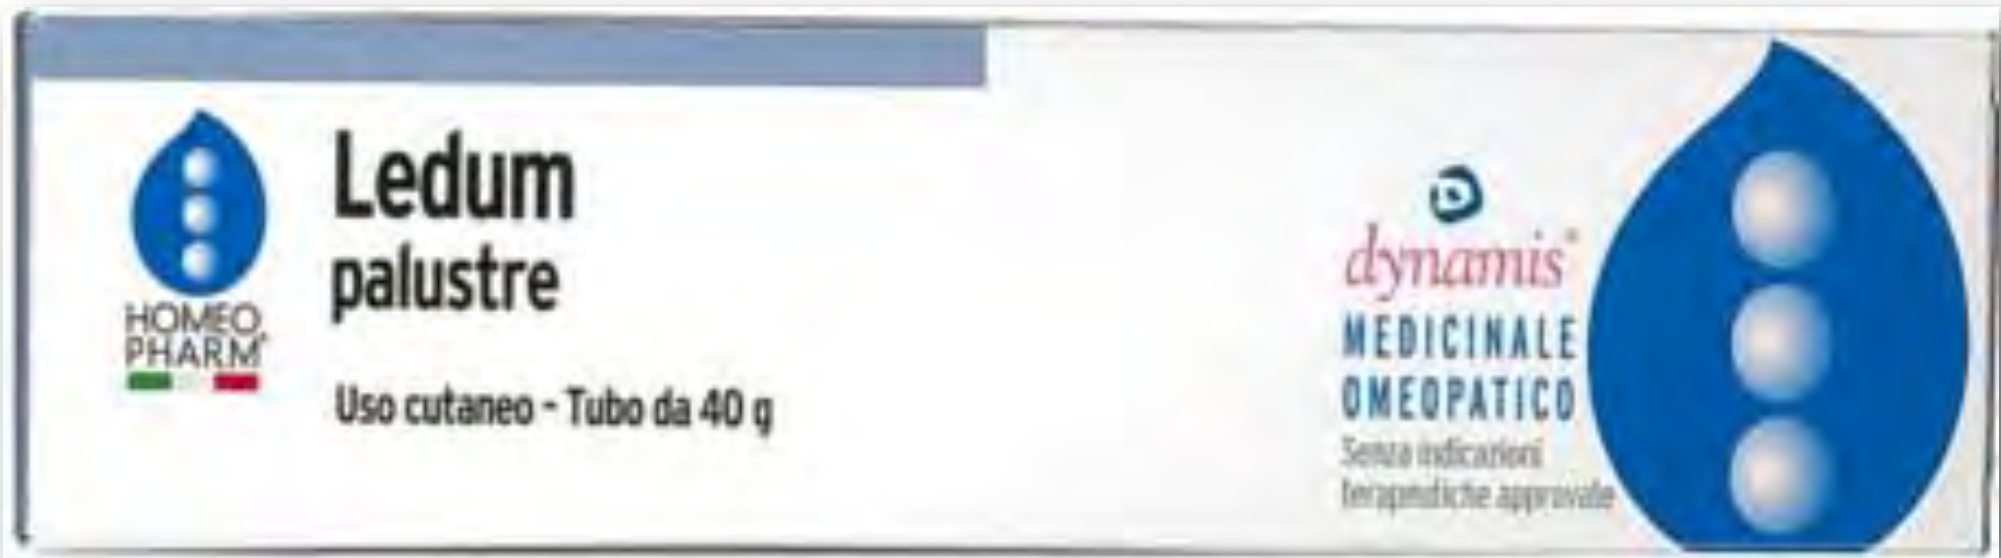 Ledum
palustre
HOMEO
PHARM®
Uso cutaneo - Tubo da 40 g
dynamis®
MEDICINALE
OMEOPATICO
Senza indicazioni
terapeutiche approvate